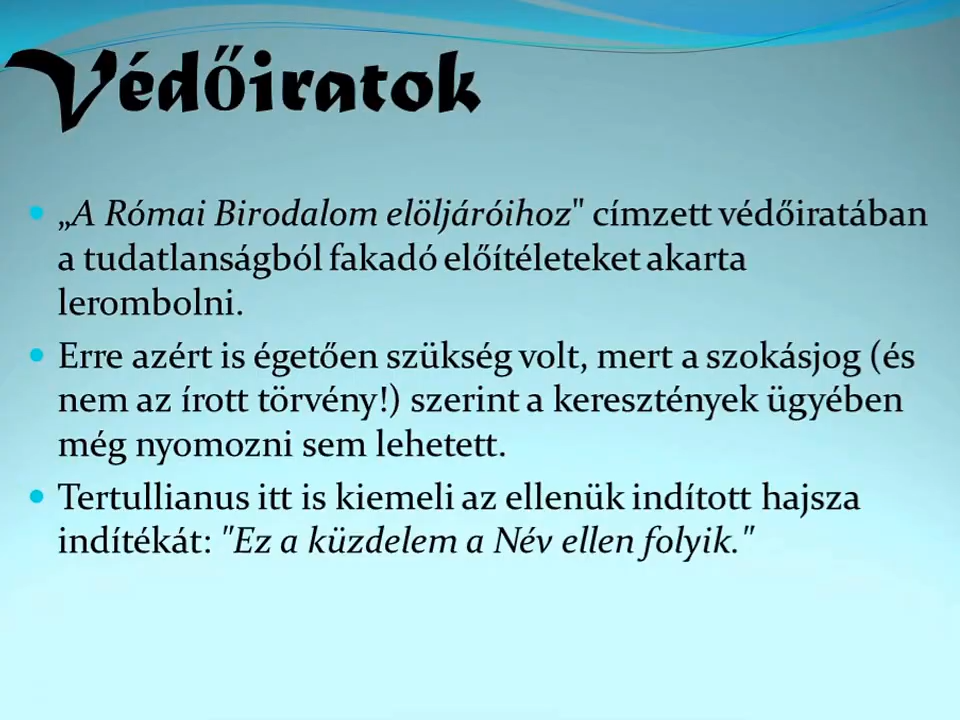 Védőiratok
„A Római Birodalom elöljáróihoz" címzett védőiratában
a tudatlanságból fakadó előítéleteket akarta
lerombolni.
Erre azért is égetően szükség volt, mert a szokásjog (és
nem az írott törvény!) szerint a keresztények ügyében
még nyomozni sem lehetett.
Tertullianus itt is kiemeli az ellenük indított hajsza
indítékát: "Ez a küzdelem a Név ellen folyik."